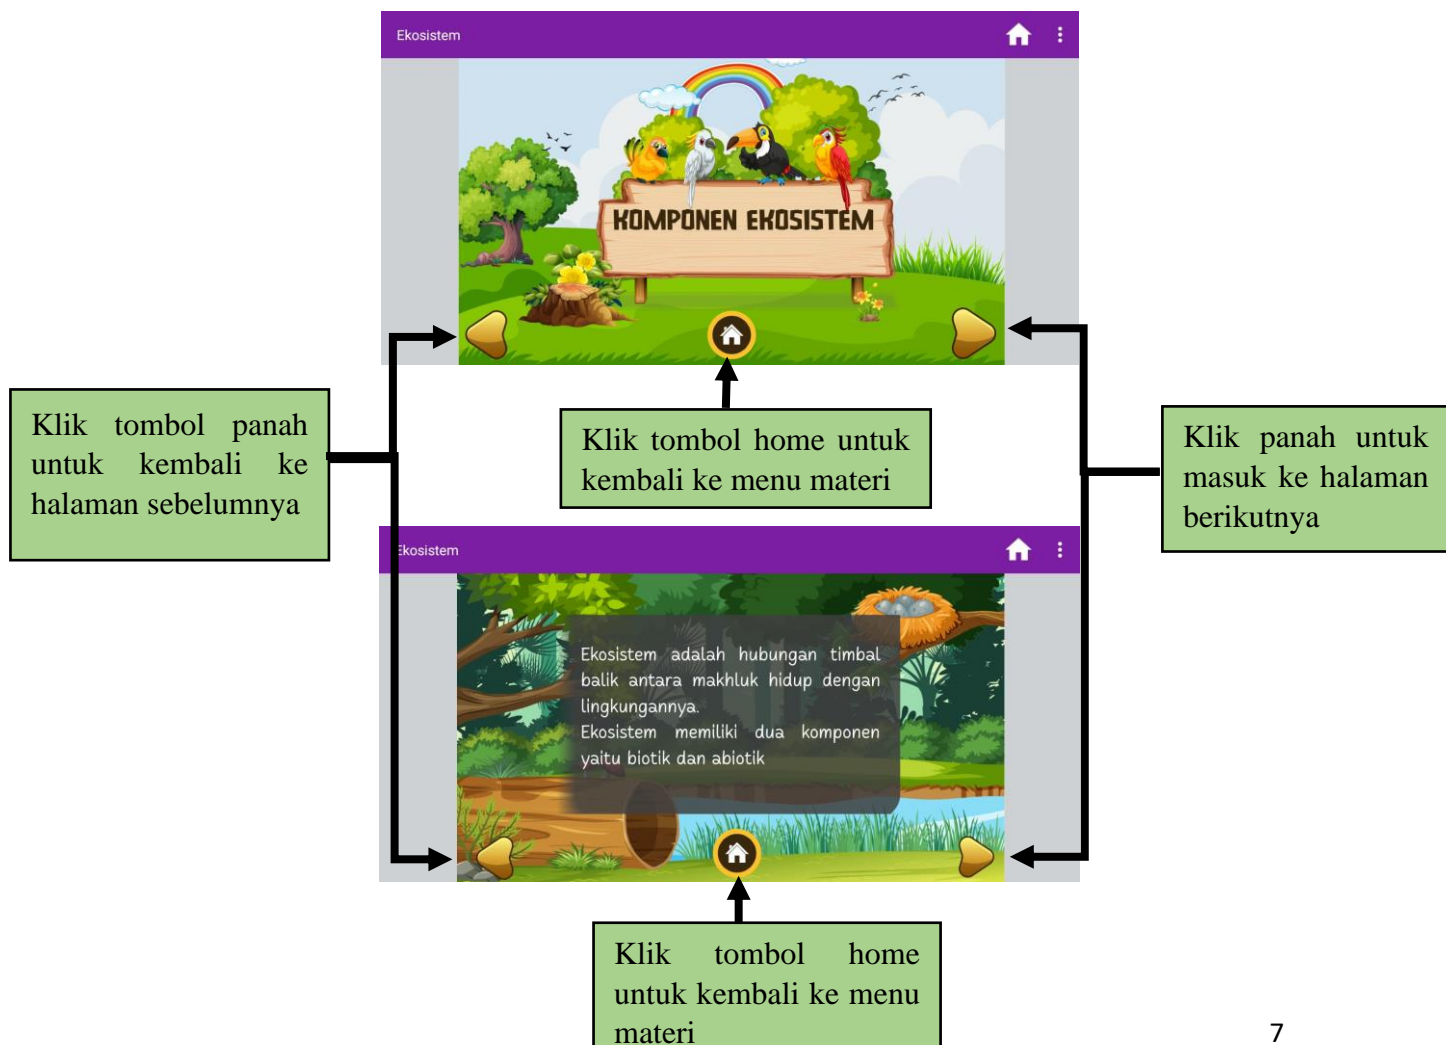 Ekosistem
KOMPONEN EKOSISTEM
Klik tombol panah
untuk kembali ke
halaman sebelumnya
Klik tombol home untuk
kembali ke menu materi
Klik panah untuk
masuk ke halaman
berikutnya
Ekosistem
Ekosistem adalah hubungan timbal
balik antara makhluk hidup dengan
lingkungannya.
Ekosistem memiliki dua komponen
yaitu biotik dan abiotik
Klik tombol home
untuk kembali ke menu
materi
7